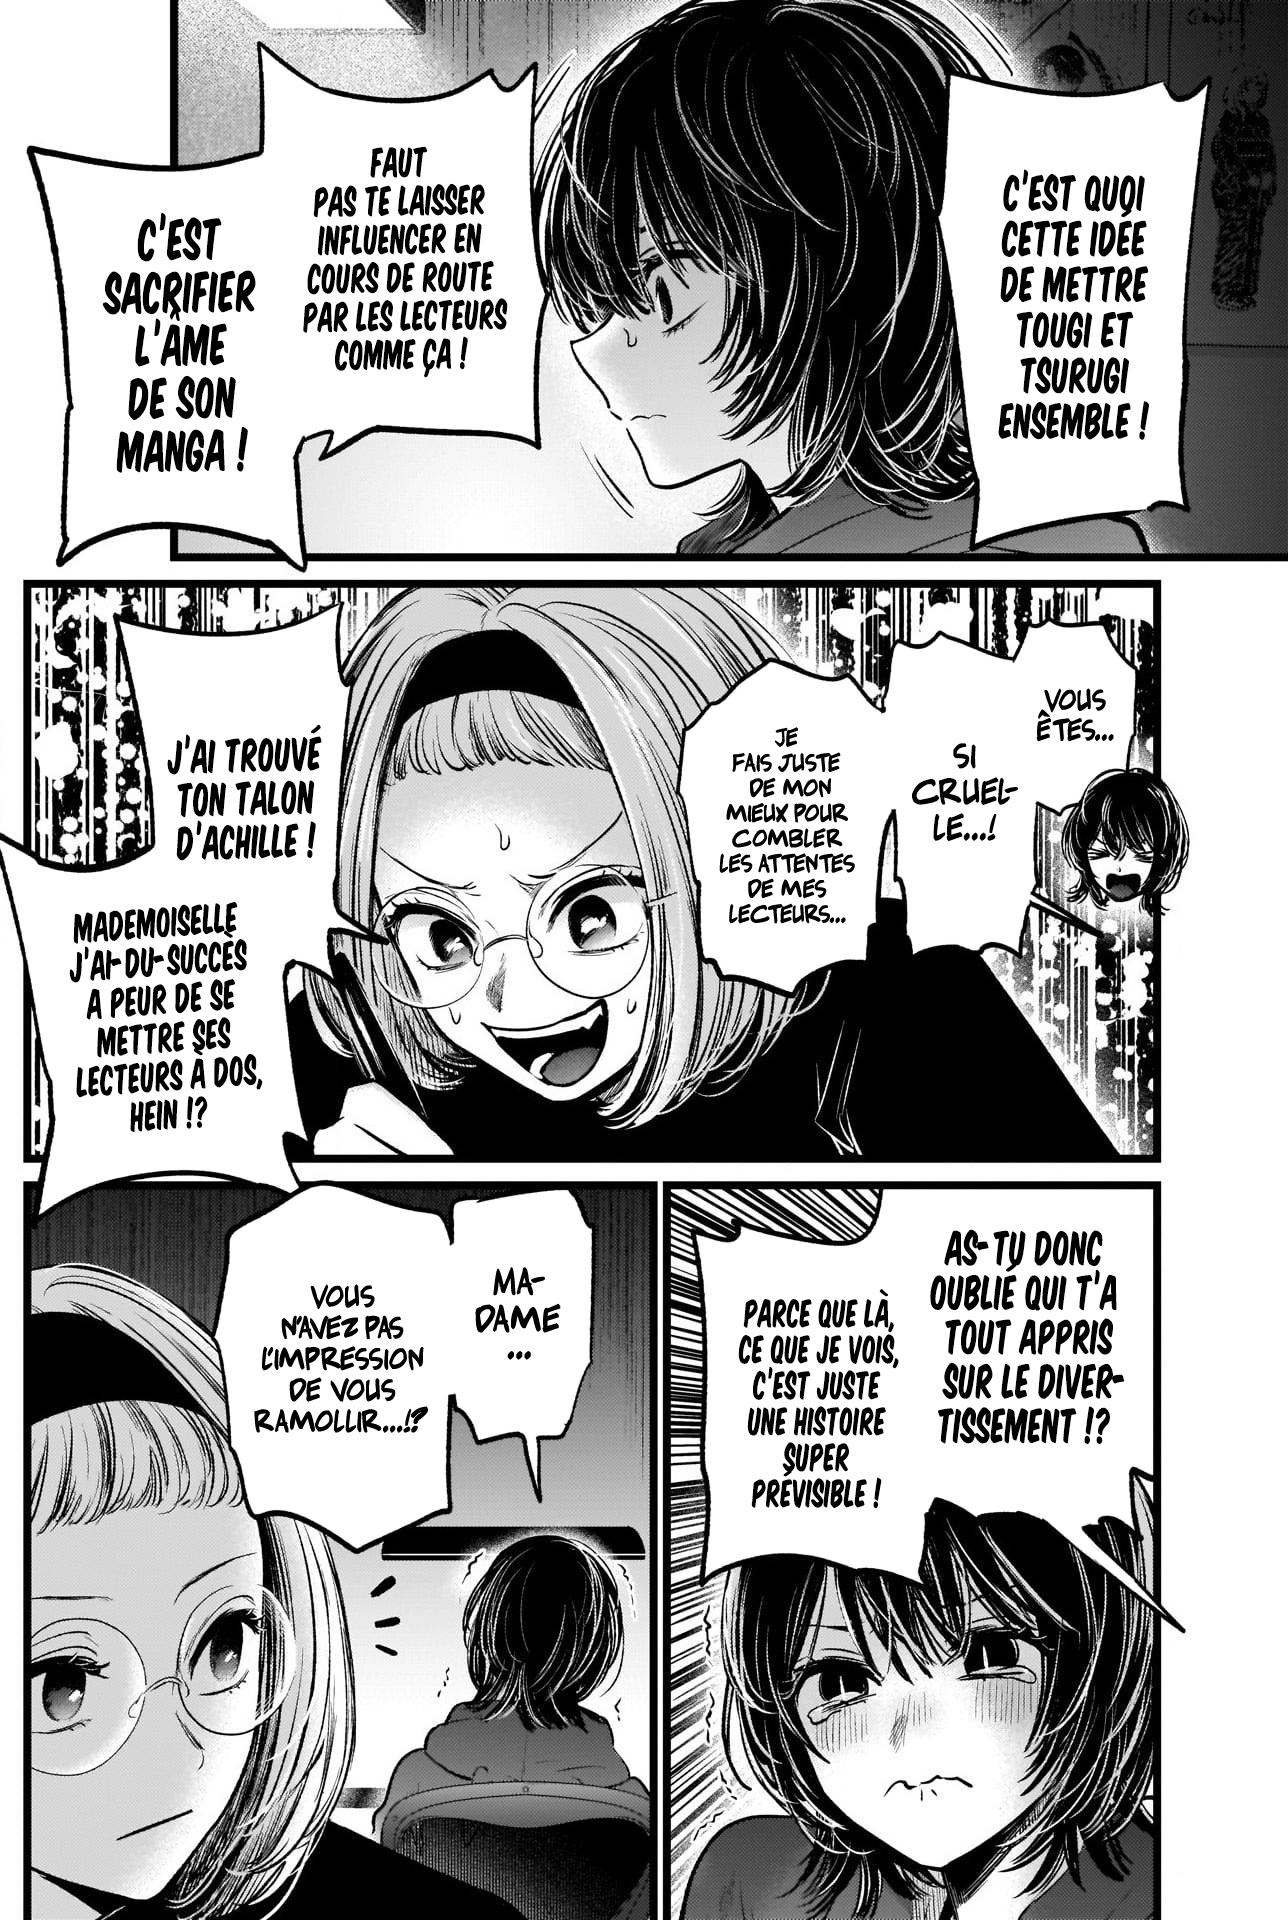 C'EST QUOI
CETTE IDÉE
DE METTRE
TOUGI ET
TSURUGI
ENSEMBLE !
FAUT
PAS TE LAISSER
INFLUENCER EN
COURS DE ROUTE
PAR LES LECTEURS
COMME ÇA !
C'EST
SACRIFIER
L'ÂME
DE SON
MANGA !
VOUS
ÊTES...
SI
CRUEL-
LE...!
JE
FAIS JUSTE
DE MON
MIEUX POUR
COMBLER
LES ATTENTES
DE MES
LECTEURS...
J'AI TROUVÉ
TON TALON
D'ACHILLE !
MADEMOISELLE
J'AI-DU-SUCCÈS
A PEUR DE SE
METTRE SES
LECTEURS À DOS,
HEIN !?
AS-TU DONC
OUBLIÉ QUI T'A
TOUT APPRIS
SUR LE DIVER-
TISSEMENT !?
PARCE QUE LÀ,
CE QUE JE VOIS,
C'EST JUSTE
UNE HISTOIRE
SUPER
PRÉVISIBLE !
MA-
DAME
...
VOUS
N'AVEZ PAS
L'IMPRESSION
DE VOUS
RAMOLLIR...!?